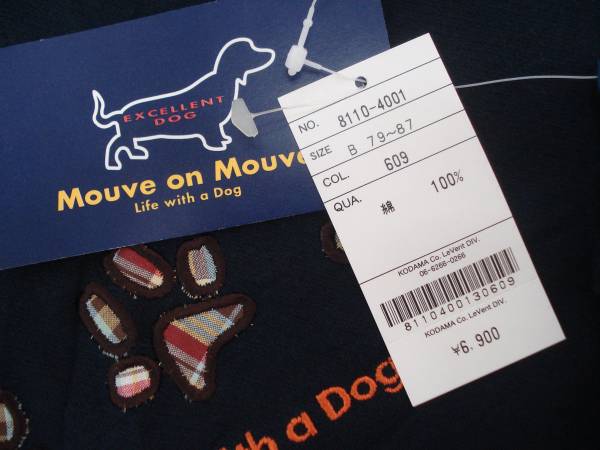 EXCELLENT
DOG
Mouve on Mouve
Life with a Dog
NO. 8110-4001
SIZE B 79~87
COL. 609
QUA. 綿 100%
KODAMA Co. LeVent DIV.
06-6266-0266
8110400130609
KODAMA Co. LeVent DIV.
¥6.900
with a Dog